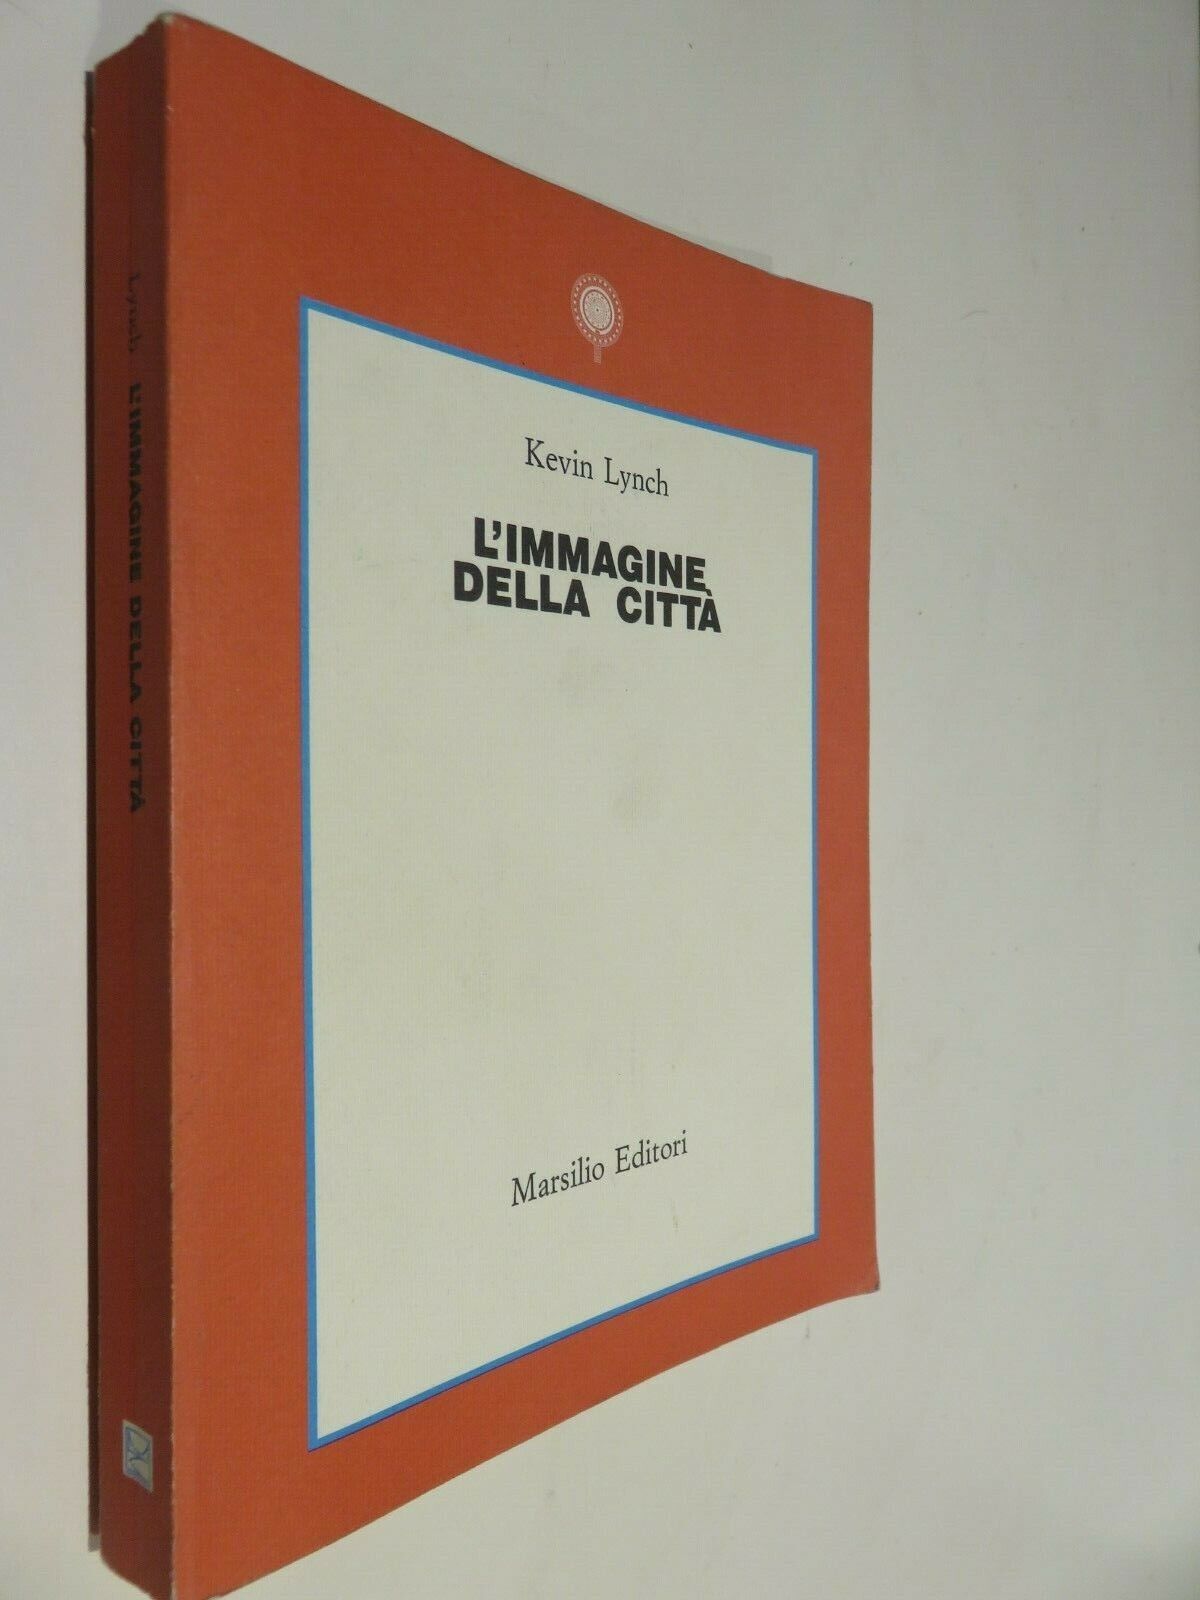 Kevin Lynch
L'IMMAGINE
DELLA CITTÀ
Marsilio Editori
Lynch, L'IMMAGINE DELLA CITTÀ